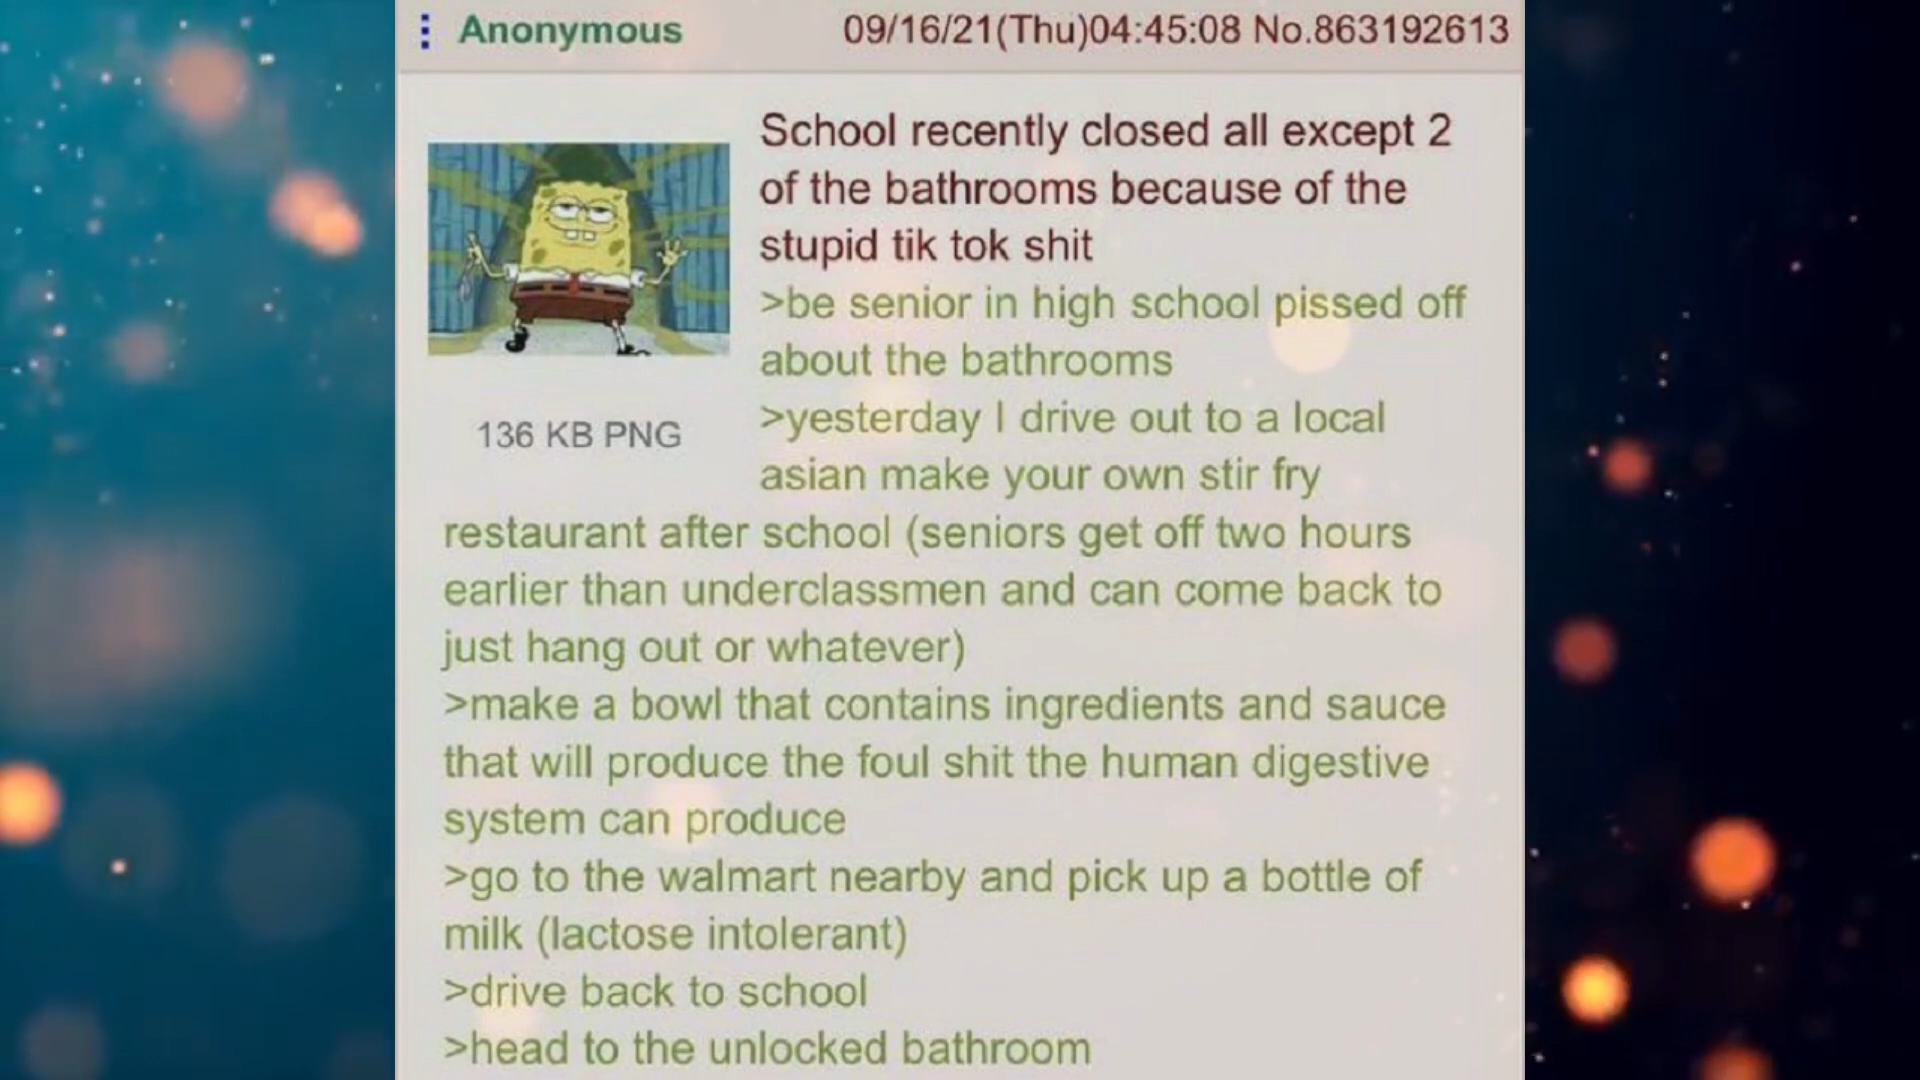 Anonymous 09/16/21(Thu)04:45:08 No.863192613
School recently closed all except 2
of the bathrooms because of the
stupid tik tok shit
>be senior in high school pissed off
about the bathrooms
136 KB PNG
>yesterday I drive out to a local
asian make your own stir fry
restaurant after school (seniors get off two hours
earlier than underclassmen and can come back to
just hang out or whatever)
>make a bowl that contains ingredients and sauce
that will produce the foul shit the human digestive
system can produce
>go to the walmart nearby and pick up a bottle of
milk (lactose intolerant)
>drive back to school
>head to the unlocked bathroom